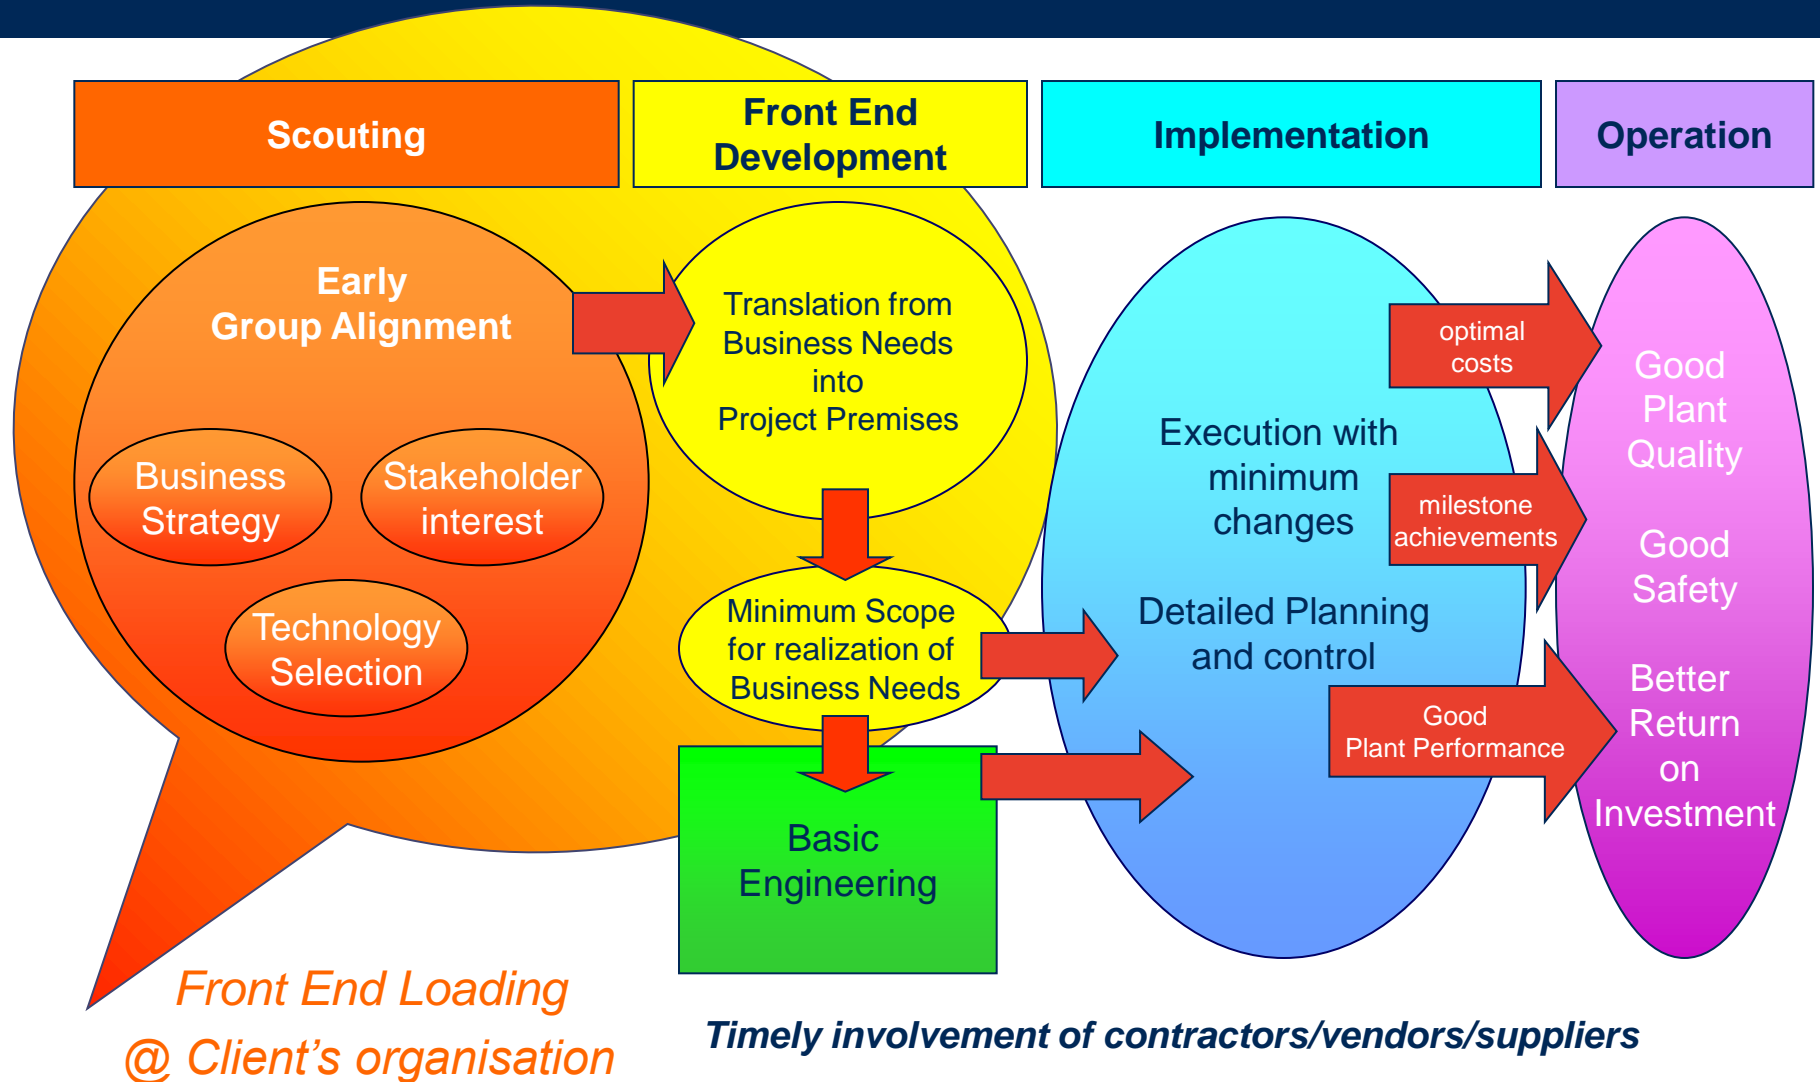 Scouting
Front End
Development
Implementation
Operation
Early
Group Alignment
Business
Strategy
Stakeholder
interest
Technology
Selection
Translation from
Business Needs
into
Project Premises
Minimum Scope
for realization of
Business Needs
Basic
Engineering
Execution with
minimum
changes
Detailed Planning
and control
optimal
costs
milestone
achievements
Good
Plant Performance
Good
Plant
Quality
Good
Safety
Better
Return
on
Investment
Front End Loading
@ Client's organisation
Timely involvement of contractors/vendors/suppliers